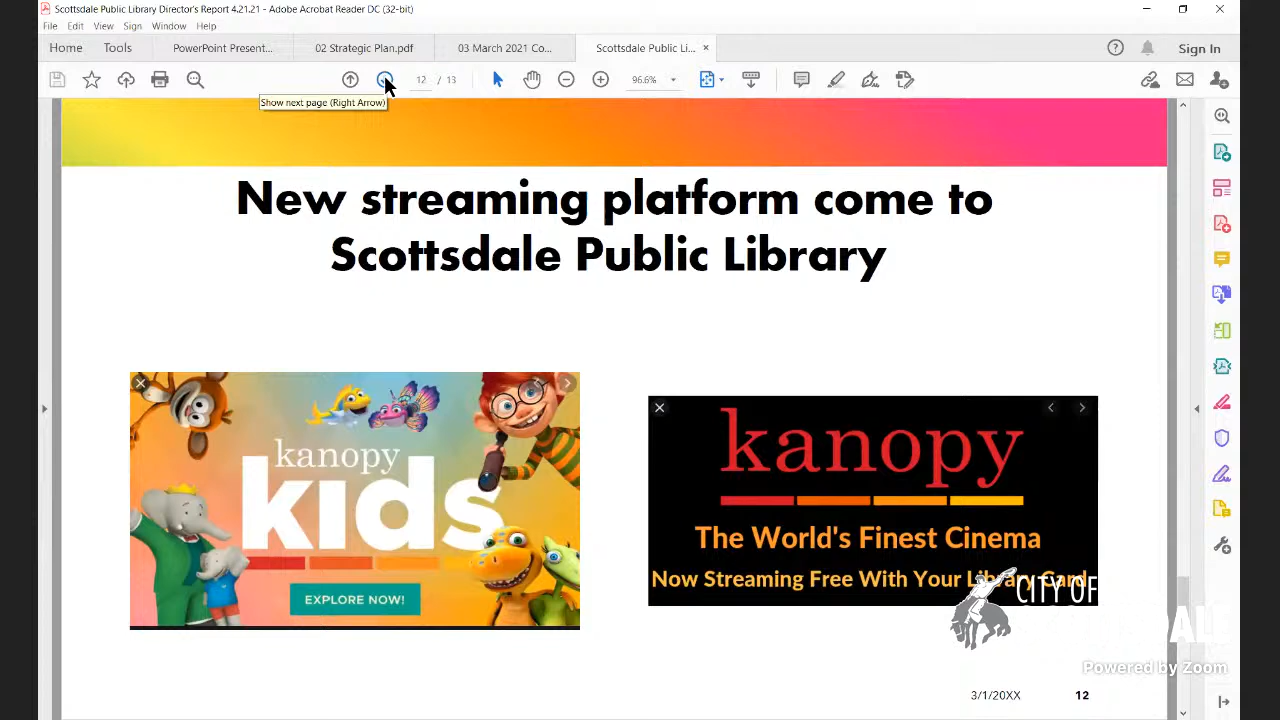 Scottsdale Public Library Director's Report 4.21.21 - Adobe Acrobat Reader DC (32-bit)
File Edit View Sign Window Help
Home Tools PowerPoint Present... 02 Strategic Plan.pdf 03 March 2021 Co... Scottsdale Public Li... × Sign In
12 / 13 96.6%
Show next page (Right Arrow)
New streaming platform come to
Scottsdale Public Library
kanopy
kids
EXPLORE NOW!
kanopy
The World's Finest Cinema
Now Streaming Free With Your Library Card
CITY OF
Powered by Zoom
3/1/20XX 12